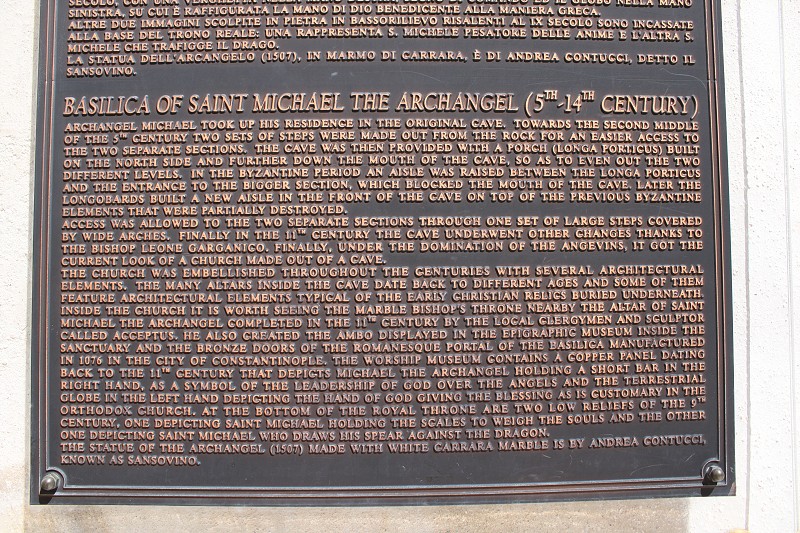 SECOLO, CON UNA
SINISTRA, SU CUI È RAFFIGURATA LA MANO DI DIO BENEDICENTE ALLA MANIERA GRECA.
ALTRE DUE IMMAGINI SCOLPITE IN PIETRA IN BASSORILIEVO RISALENTI AL IX SECOLO SONO INCASSATE
ALLA BASE DEL TRONO REALE: UNA RAPPRESENTA S. MICHELE PESATORE DELLE ANIME E L'ALTRA S.
MICHELE CHE TRAFIGGE IL DRAGO.
LA STATUA DELL'ARCANGELO (1507), IN MARMO DI CARRARA, È DI ANDREA CONTUCCI, DETTO IL
SANSOVINO.
BASILICA OF SAINT MICHAEL THE ARCHANGEL (5TH-14TH CENTURY)
ARCHANGEL MICHAEL TOOK UP HIS RESIDENCE IN THE ORIGINAL CAVE. TOWARDS THE SECOND MIDDLE
OF THE 5TH CENTURY TWO SETS OF STEPS WERE MADE OUT FROM THE ROCK FOR AN EASIER ACCESS TO
THE TWO SEPARATE SECTIONS. THE CAVE WAS THEN PROVIDED WITH A PORCH (LONGA PORTICUS) BUILT
ON THE NORTH SIDE AND FURTHER DOWN THE MOUTH OF THE CAVE, SO AS TO EVEN OUT THE TWO
DIFFERENT LEVELS. IN THE BYZANTINE PERIOD AN AISLE WAS RAISED BETWEEN THE LONGA PORTICUS
AND THE ENTRANCE TO THE BIGGER SECTION, WHICH BLOCKED THE MOUTH OF THE CAVE. LATER THE
LONGOBARDS BUILT A NEW AISLE IN THE FRONT OF THE CAVE ON TOP OF THE PREVIOUS BYZANTINE
ELEMENTS THAT WERE PARTIALLY DESTROYED.
ACCESS WAS ALLOWED TO THE TWO SEPARATE SECTIONS THROUGH ONE SET OF LARGE STEPS COVERED
BY WIDE ARCHES. FINALLY IN THE 11TH CENTURY THE CAVE UNDERWENT OTHER CHANGES THANKS TO
THE BISHOP LEONE GARGANICO. FINALLY, UNDER THE DOMINATION OF THE ANGEVINS, IT GOT THE
CURRENT LOOK OF A CHURCH MADE OUT OF A CAVE.
THE CHURCH WAS EMBELLISHED THROUGHOUT THE CENTURIES WITH SEVERAL ARCHITECTURAL
ELEMENTS. THE MANY ALTARS INSIDE THE CAVE DATE BACK TO DIFFERENT AGES AND SOME OF THEM
FEATURE ARCHITECTURAL ELEMENTS TYPICAL OF THE EARLY CHRISTIAN RELICS BURIED UNDERNEATH.
INSIDE THE CHURCH IT IS WORTH SEEING THE MARBLE BISHOP'S THRONE NEARBY THE ALTAR OF SAINT
MICHAEL THE ARCHANGEL COMPLETED IN THE 11TH CENTURY BY THE LOCAL CLERGYMEN AND SCULPTOR
CALLED ACCEPTUS. HE ALSO CREATED THE AMBO DISPLAYED IN THE EPIGRAPHIC MUSEUM INSIDE THE
SANCTUARY AND THE BRONZE DOORS OF THE ROMANESQUE PORTAL OF THE BASILICA MANUFACTURED
IN 1076 IN THE CITY OF CONSTANTINOPLE. THE WORSHIP MUSEUM CONTAINS A COPPER PANEL DATING
BACK TO THE 11TH CENTURY THAT DEPICTS MICHAEL THE ARCHANGEL HOLDING A SHORT BAR IN THE
RIGHT HAND, AS A SYMBOL OF THE LEADERSHIP OF GOD OVER THE ANGELS AND THE TERRESTRIAL
GLOBE IN THE LEFT HAND DEPICTING THE HAND OF GOD GIVING THE BLESSING AS IS CUSTOMARY IN THE
ORTHODOX CHURCH. AT THE BOTTOM OF THE ROYAL THRONE ARE TWO LOW RELIEFS OF THE 9TH
CENTURY, ONE DEPICTING SAINT MICHAEL HOLDING THE SCALES TO WEIGH THE SOULS AND THE OTHER
ONE DEPICTING SAINT MICHAEL WHO DRAWS HIS SPEAR AGAINST THE DRAGON.
THE STATUE OF THE ARCHANGEL (1507) MADE WITH WHITE CARRARA MARBLE IS BY ANDREA CONTUCCI,
KNOWN AS SANSOVINO.